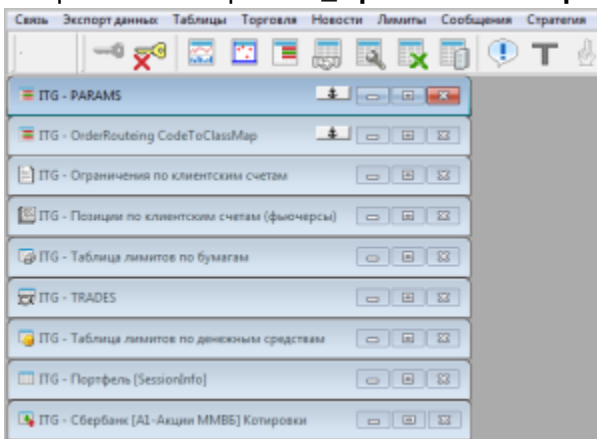 Связь Экспорт данных Таблицы Торговля Новости Лимиты Сообщения Стратегия
ITG - PARAMS
ITG - OrderRouteing CodeToClassMap
ITG - Ограничения по клиентским счетам
ITG - Позиции по клиентским счетам (фьючерсы)
ITG - Таблица лимитов по бумагам
ITG - TRADES
ITG - Таблица лимитов по денежным средствам
ITG - Портфель [SessionInfo]
ITG - Сбербанк [A1-Акции ММВБ] Котировки